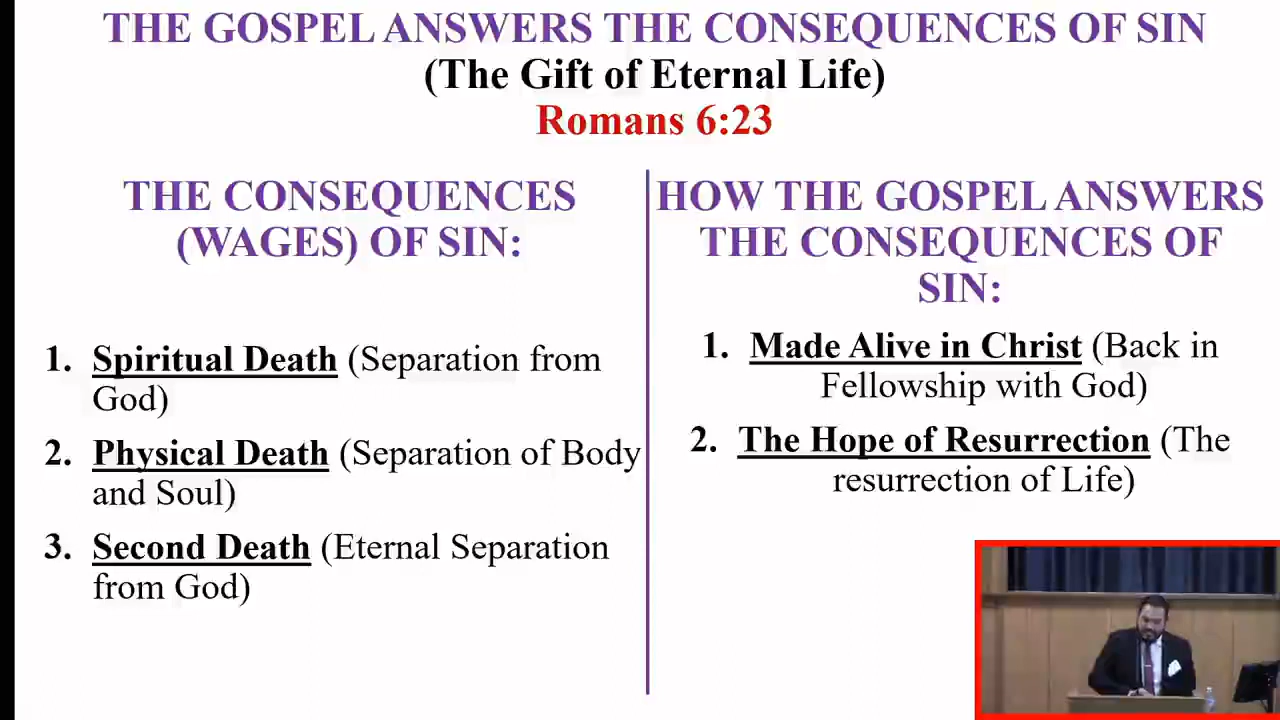 THE GOSPEL ANSWERS THE CONSEQUENCES OF SIN
(The Gift of Eternal Life)
Romans 6:23
THE CONSEQUENCES
(WAGES) OF SIN:
1. Spiritual Death (Separation from
God)
2. Physical Death (Separation of Body
and Soul)
3. Second Death (Eternal Separation
from God)
HOW THE GOSPEL ANSWERS
THE CONSEQUENCES OF
SIN:
1. Made Alive in Christ (Back in
Fellowship with God)
2. The Hope of Resurrection (The
resurrection of Life)